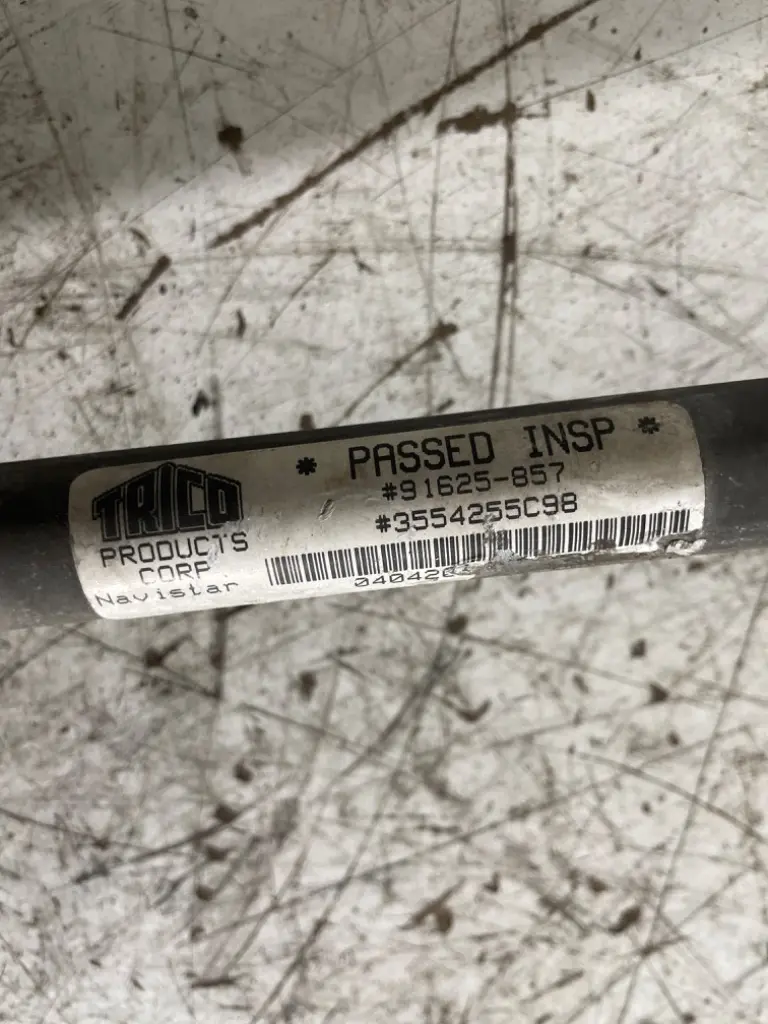 TRICO
PRODUCTS
CORP
Navistar
* PASSED INSP *
#91625-857
#3554255C98